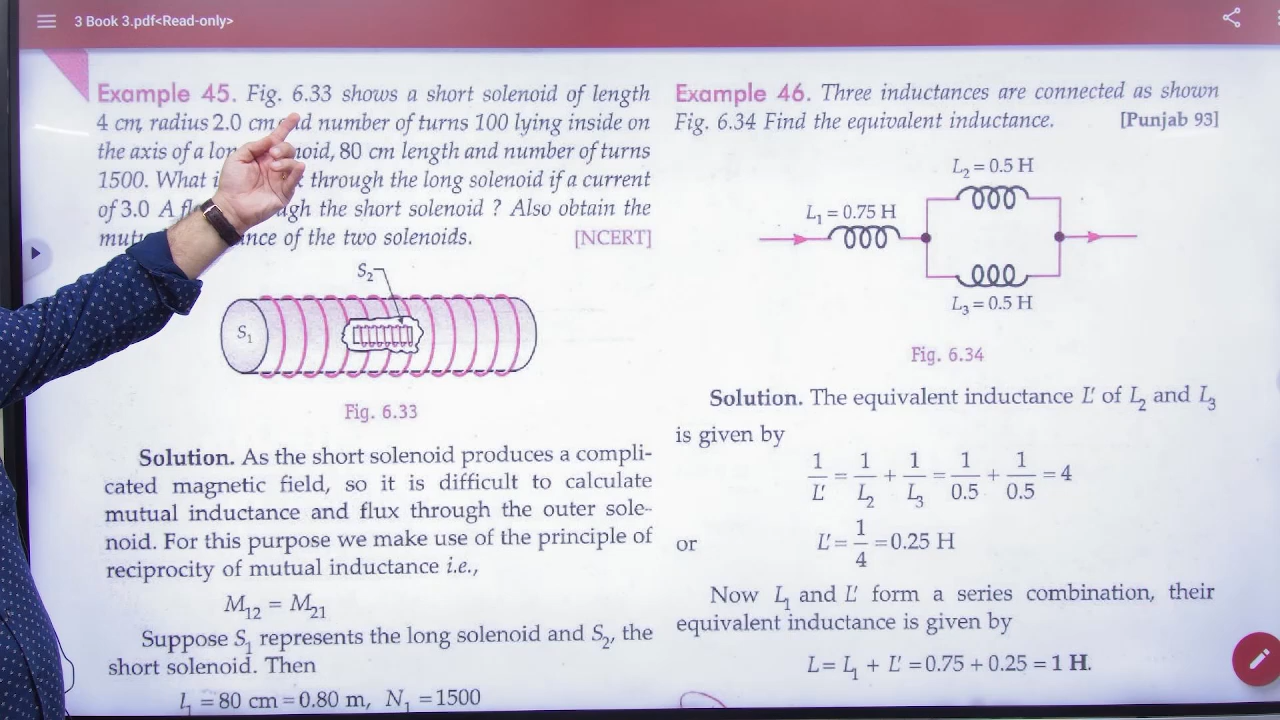 3 Book 3.pdf<Read-only>
Example 45. Fig. 6.33 shows a short solenoid of length
4 cm, radius 2.0 cm and number of turns 100 lying inside on
the axis of a long solenoid, 80 cm length and number of turns
1500. What is through the long solenoid if a current
of 3.0 A flows through the short solenoid ? Also obtain the
mutual inductance of the two solenoids. [NCERT]
S2
S1
Fig. 6.33
Solution. As the short solenoid produces a compli-
cated magnetic field, so it is difficult to calculate
mutual inductance and flux through the outer sole-
noid. For this purpose we make use of the principle of
reciprocity of mutual inductance i.e.,
M12 = M21
Suppose S1 represents the long solenoid and S2, the
short solenoid. Then
l1 = 80 cm = 0.80 m, N1 = 1500
Example 46. Three inductances are connected as shown
Fig. 6.34 Find the equivalent inductance. [Punjab 93]
L2 = 0.5 H
L1 = 0.75 H
L3 = 0.5 H
Fig. 6.34
Solution. The equivalent inductance L' of L2 and L3
is given by
1/L' = 1/L2 + 1/L3 = 1/0.5 + 1/0.5 = 4
or L' = 1/4 = 0.25 H
Now L1 and L' form a series combination, their
equivalent inductance is given by
L = L1 + L' = 0.75 + 0.25 = 1 H.